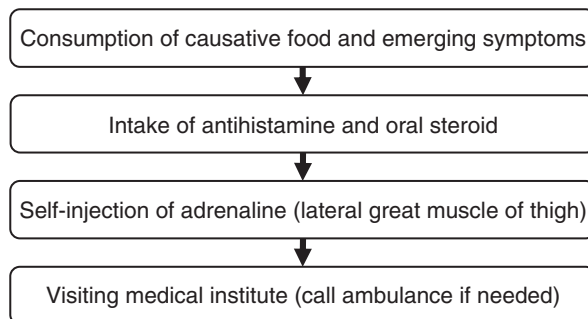 Consumption of causative food and emerging symptoms
Intake of antihistamine and oral steroid
Self-injection of adrenaline (lateral great muscle of thigh)
Visiting medical institute (call ambulance if needed)